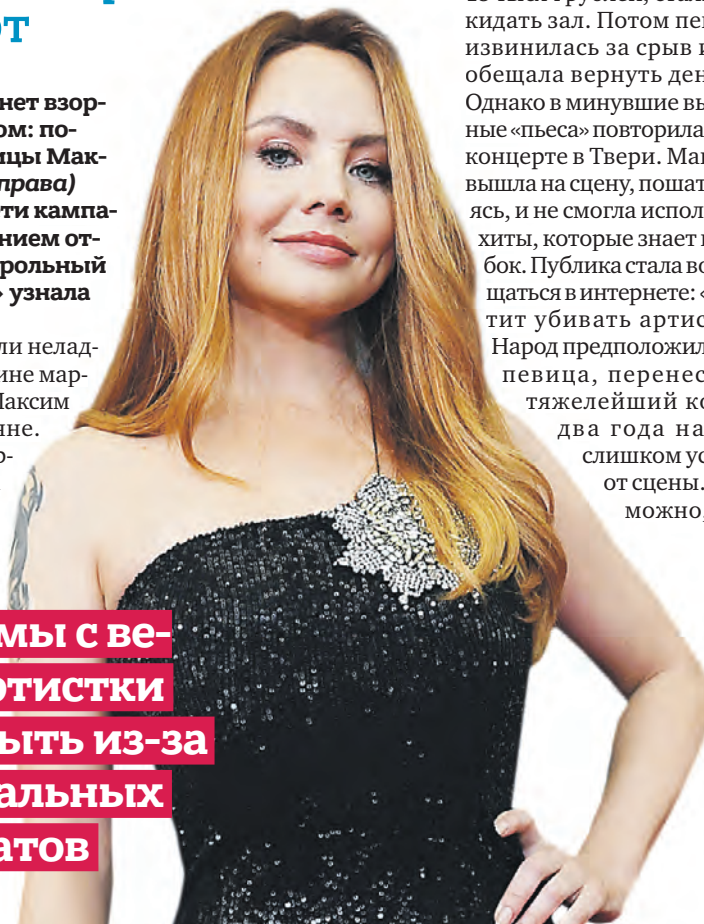 от
нет взор-
ом: по-
ицы Мак-
права)
ти кампа-
нием от-
рольный
» узнала
ли нелад-
ине мар-
Максим
яне.
р-
мы с ве-
ртистки
ыть из-за
альных
атов
кидать зал. Потом пе
извинилась за срыв и
обещала вернуть ден
Однако в минувшие вы
ные «пьеса» повторила
концерте в Твери. Ма
вышла на сцену, пошат
ясь, и не смогла испол
хиты, которые знает
бок. Публика стала во
щаться в интернете: «
тит убивать артис
Народ предположил
певица, перенес
тяжелейший ко
два года на
слишком ус
от сцены.
можно,